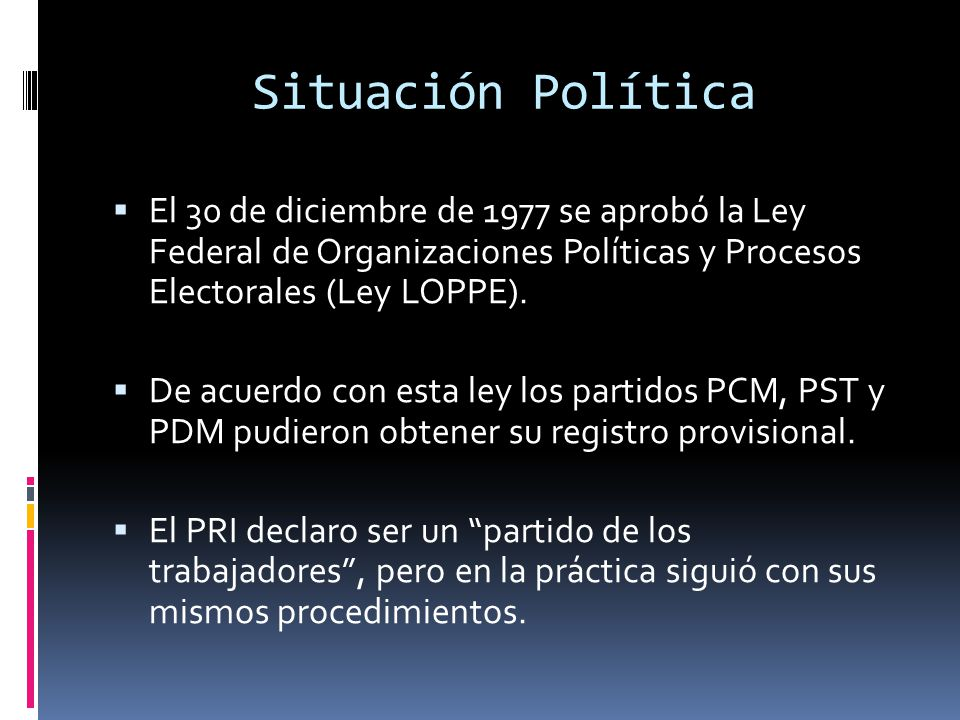 Situación Política
▪ El 30 de diciembre de 1977 se aprobó la Ley
Federal de Organizaciones Políticas y Procesos
Electorales (Ley LOPPE).
▪ De acuerdo con esta ley los partidos PCM, PST y
PDM pudieron obtener su registro provisional.
▪ El PRI declaro ser un “partido de los
trabajadores”, pero en la práctica siguió con sus
mismos procedimientos.